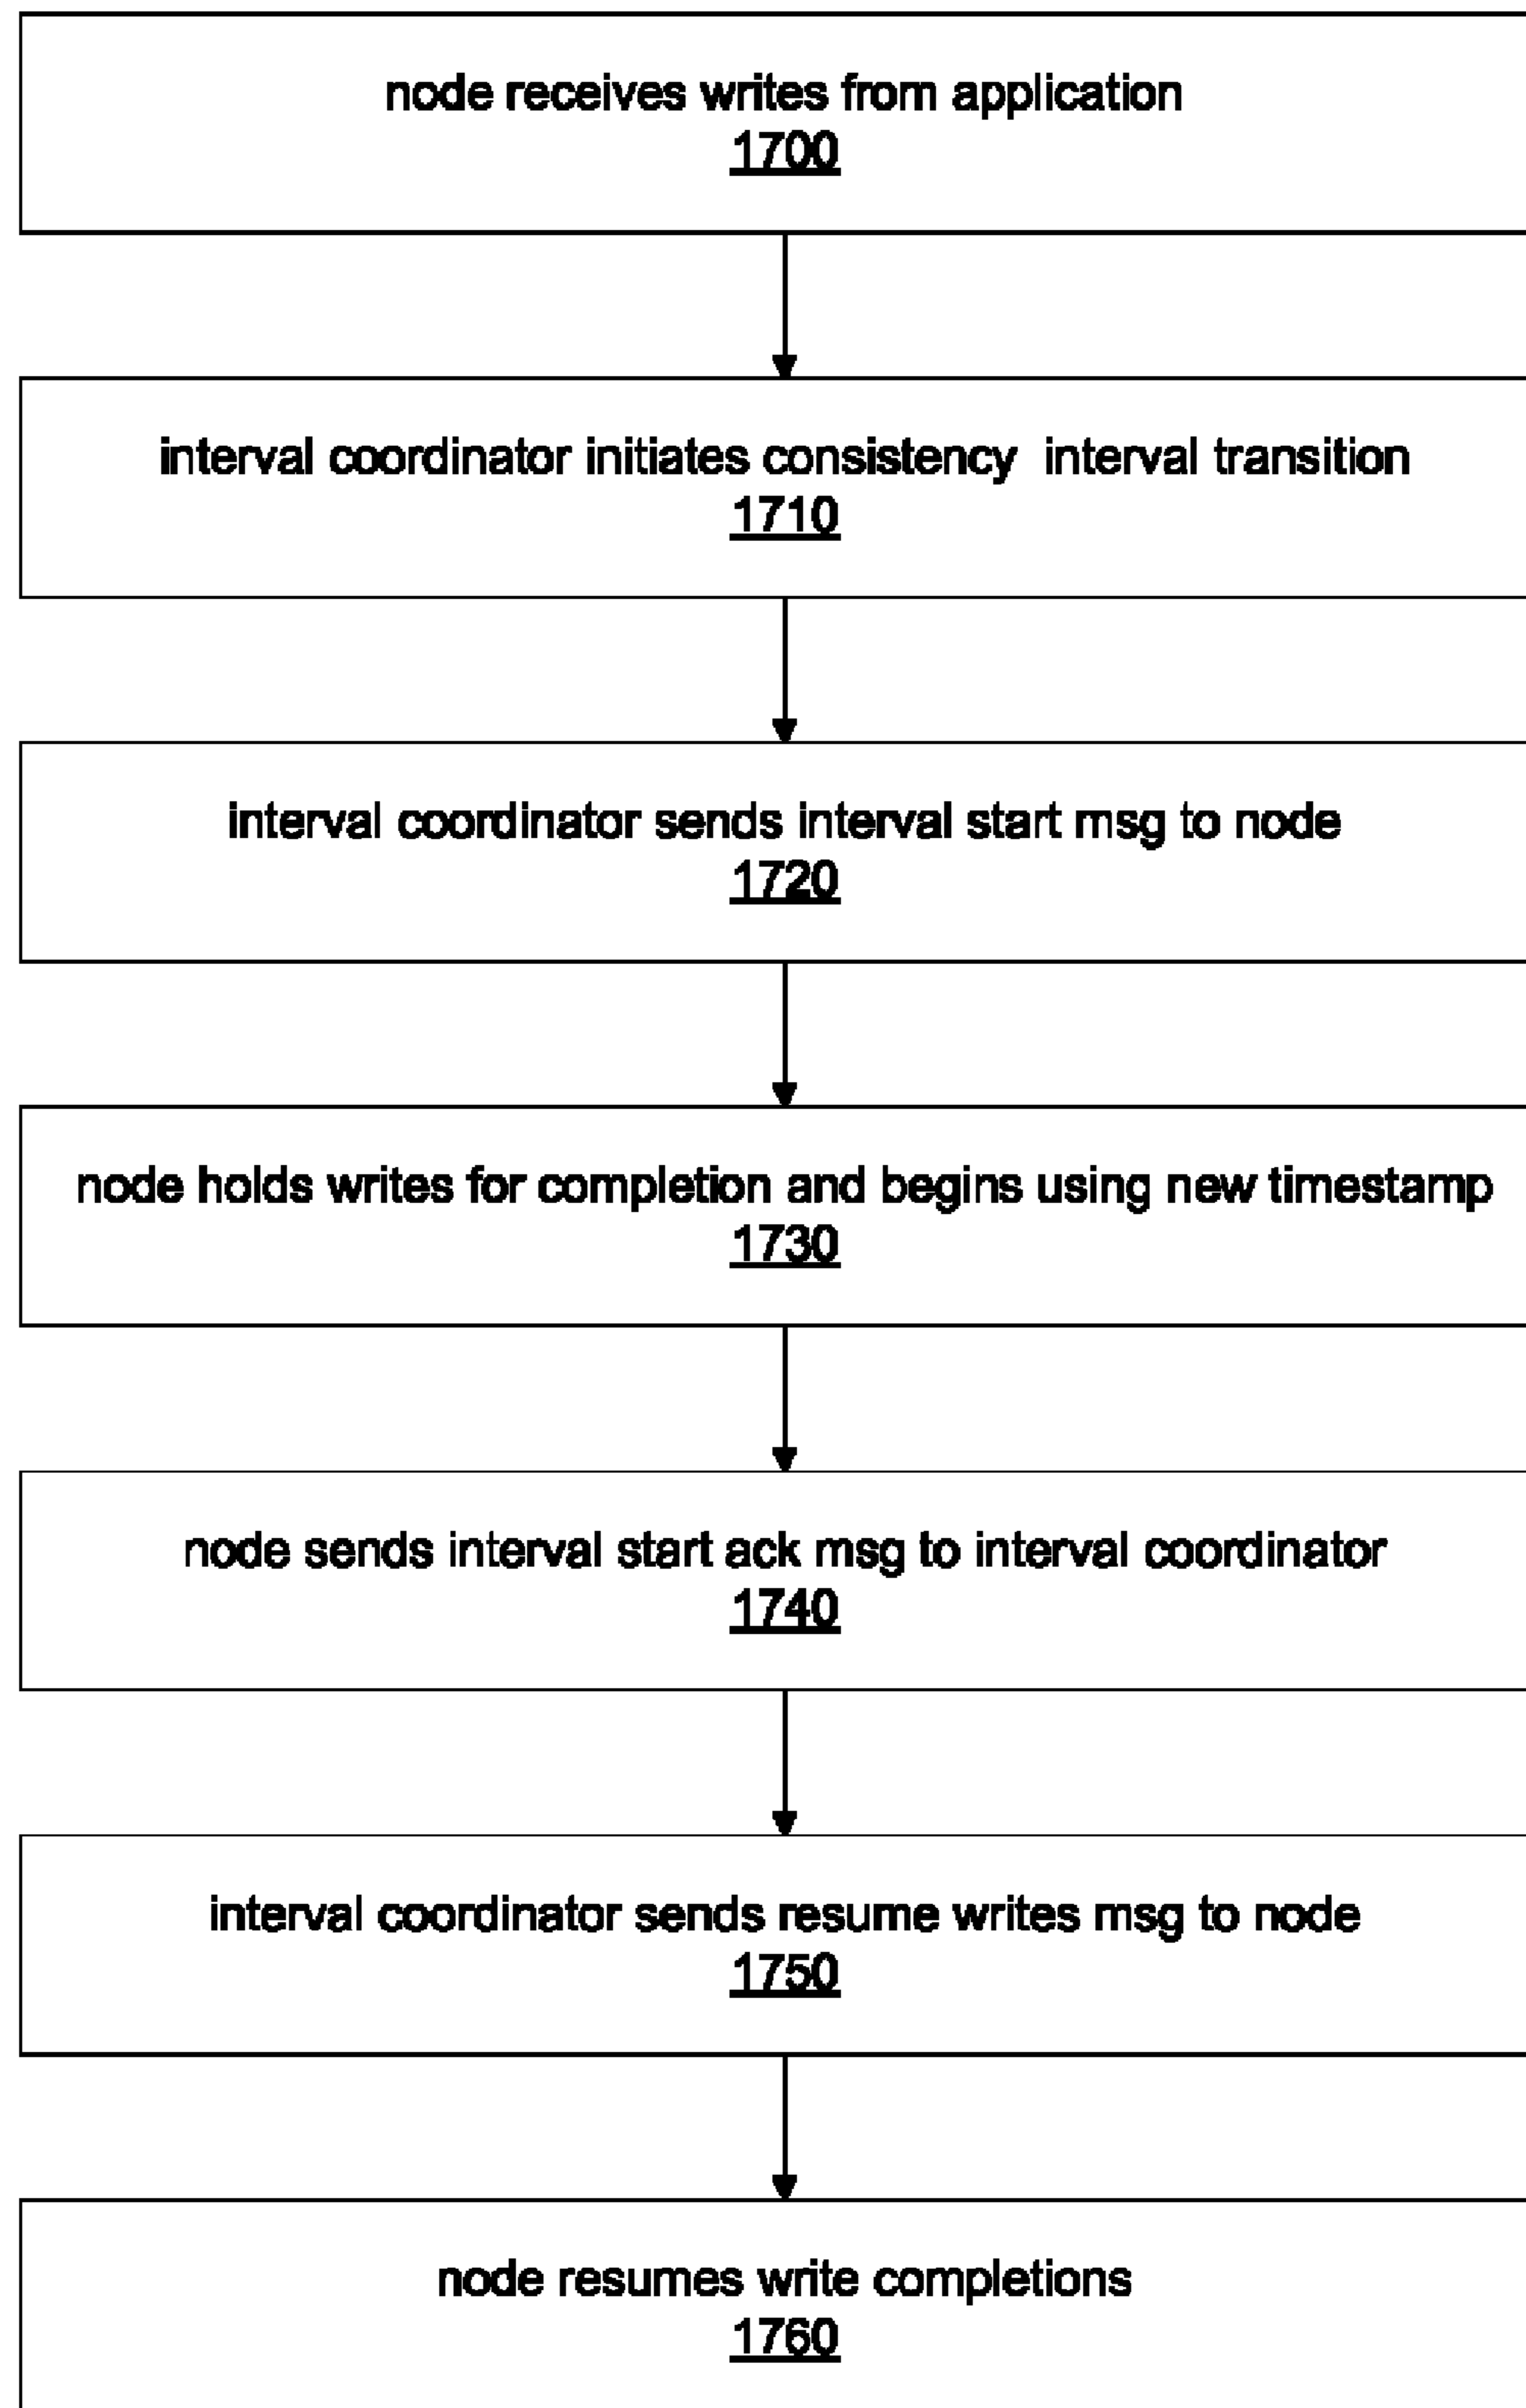 node receives writes from application
1700
interval coordinator initiates consistency interval transition
1710
interval coordinator sends interval start msg to node
1720
node holds writes for completion and begins using new timestamp
1730
node sends interval start ack msg to interval coordinator
1740
interval coordinator sends resume writes msg to node
1750
node resumes write completions
1760